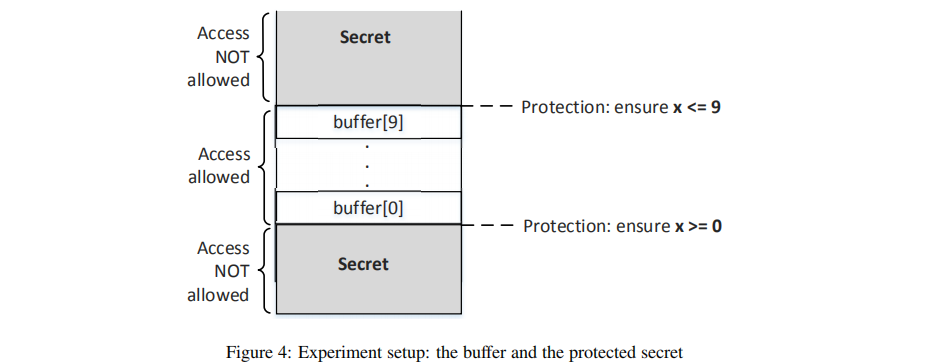 Access
NOT
allowed
Secret
Protection: ensure x <= 9
buffer[9]
.
.
.
Access
allowed
buffer[0]
Protection: ensure x >= 0
Access
NOT
allowed
Secret
Figure 4: Experiment setup: the buffer and the protected secret